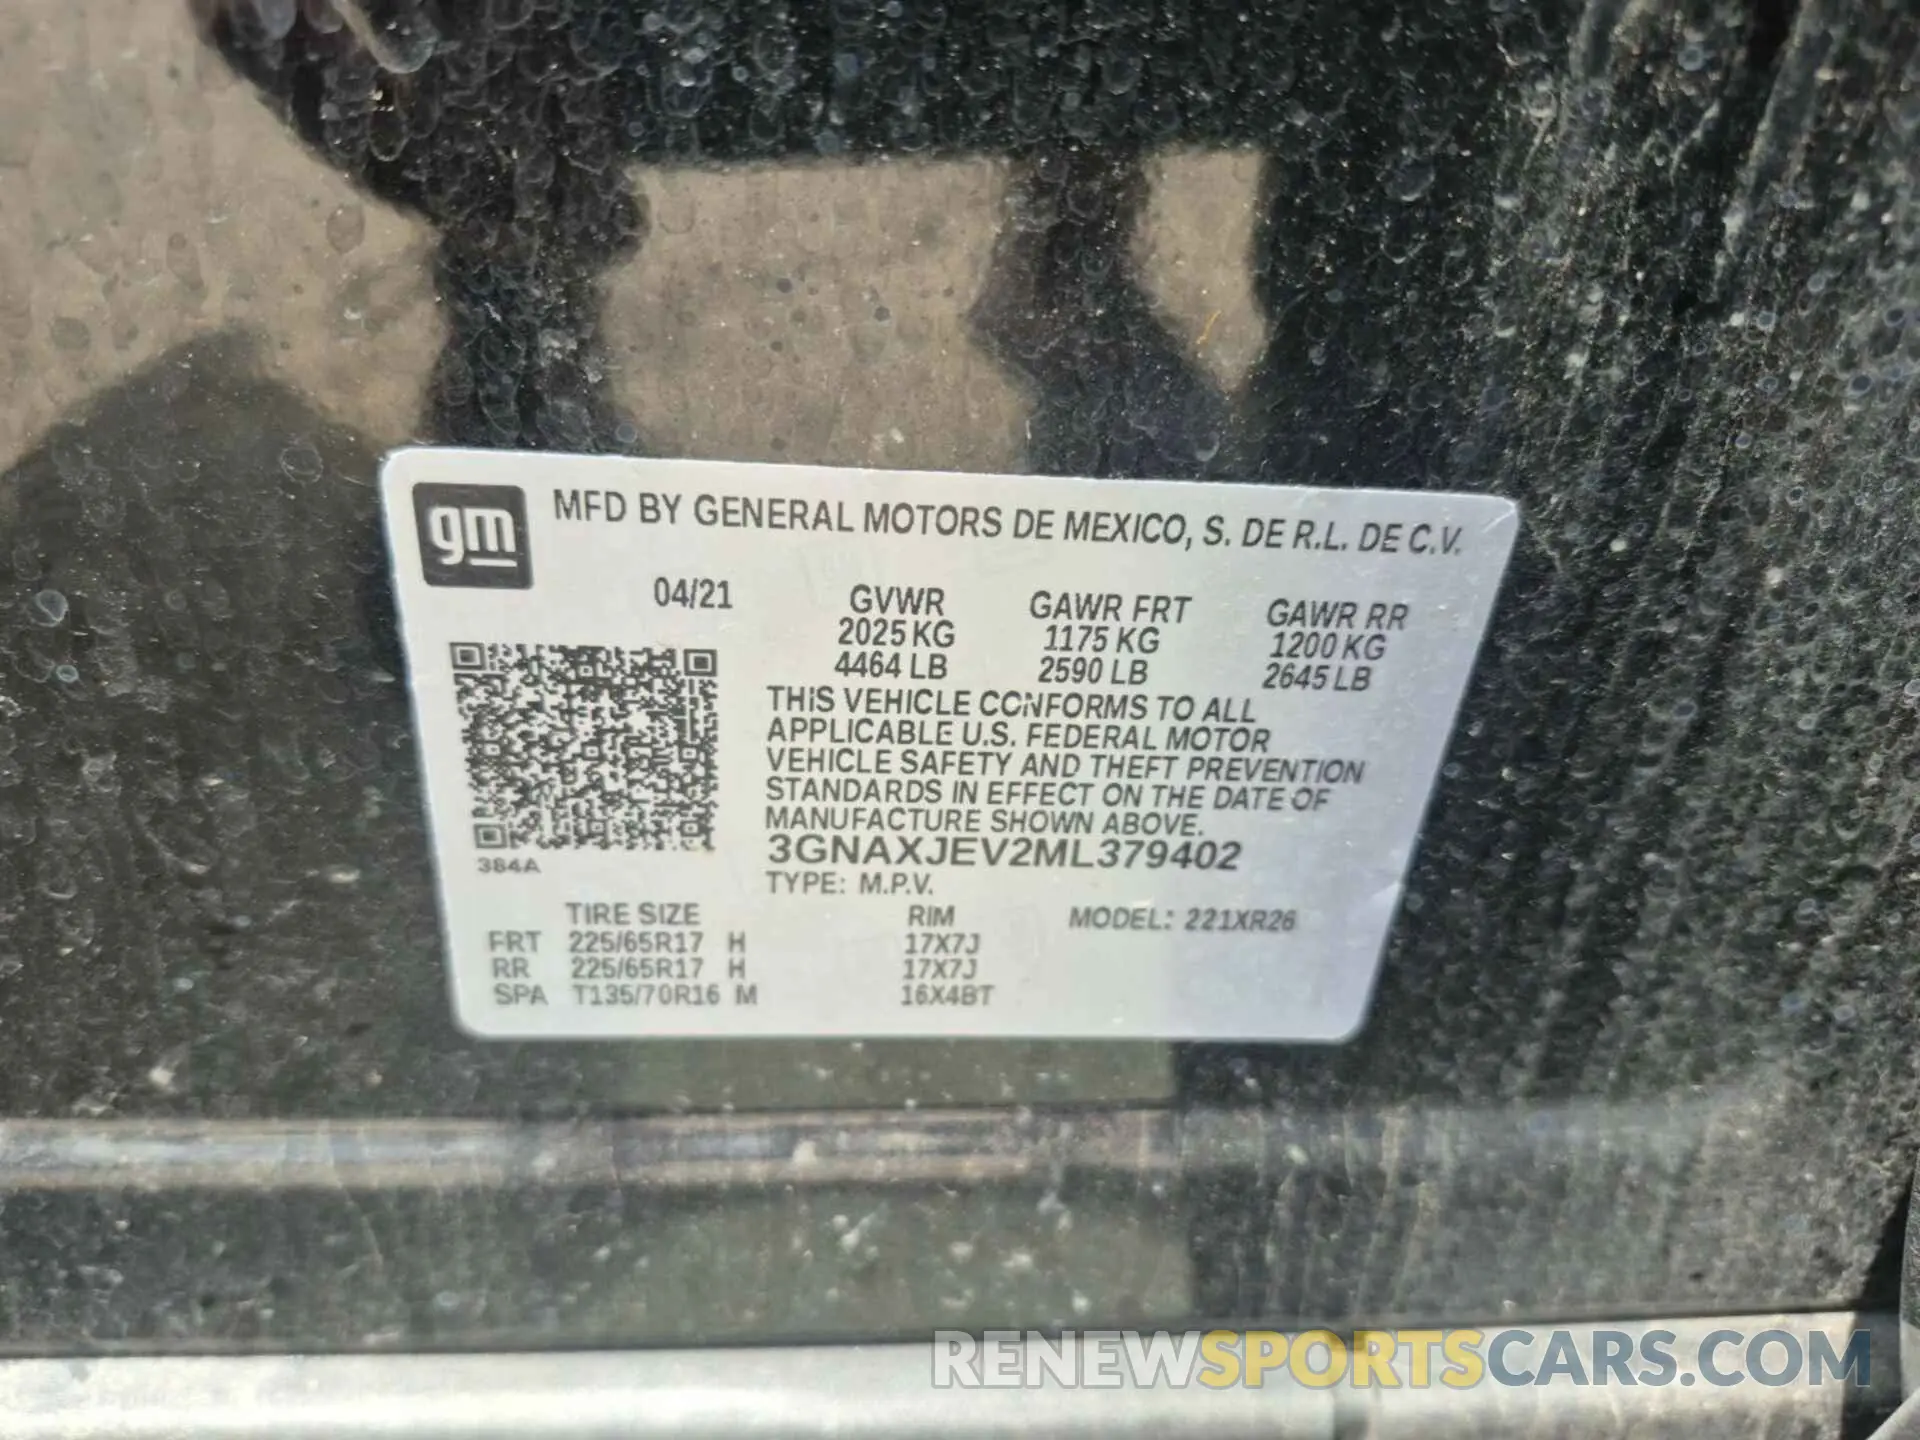 gm MFD BY GENERAL MOTORS DE MEXICO, S. DE R.L. DE C.V.
04/21 GVWR GAWR FRT GAWR RR
2025 KG 1175 KG 1200 KG
4464 LB 2590 LB 2645 LB
THIS VEHICLE CONFORMS TO ALL
APPLICABLE U.S. FEDERAL MOTOR
VEHICLE SAFETY AND THEFT PREVENTION
STANDARDS IN EFFECT ON THE DATE OF
MANUFACTURE SHOWN ABOVE.
384A 3GNAXJEV2ML379402
TYPE: M.P.V.
TIRE SIZE RIM MODEL: 221XR26
FRT 225/65R17 H 17X7J
RR 225/65R17 H 17X7J
SPA T135/70R16 M 16X4BT
RENEWSPORTSCARS.COM